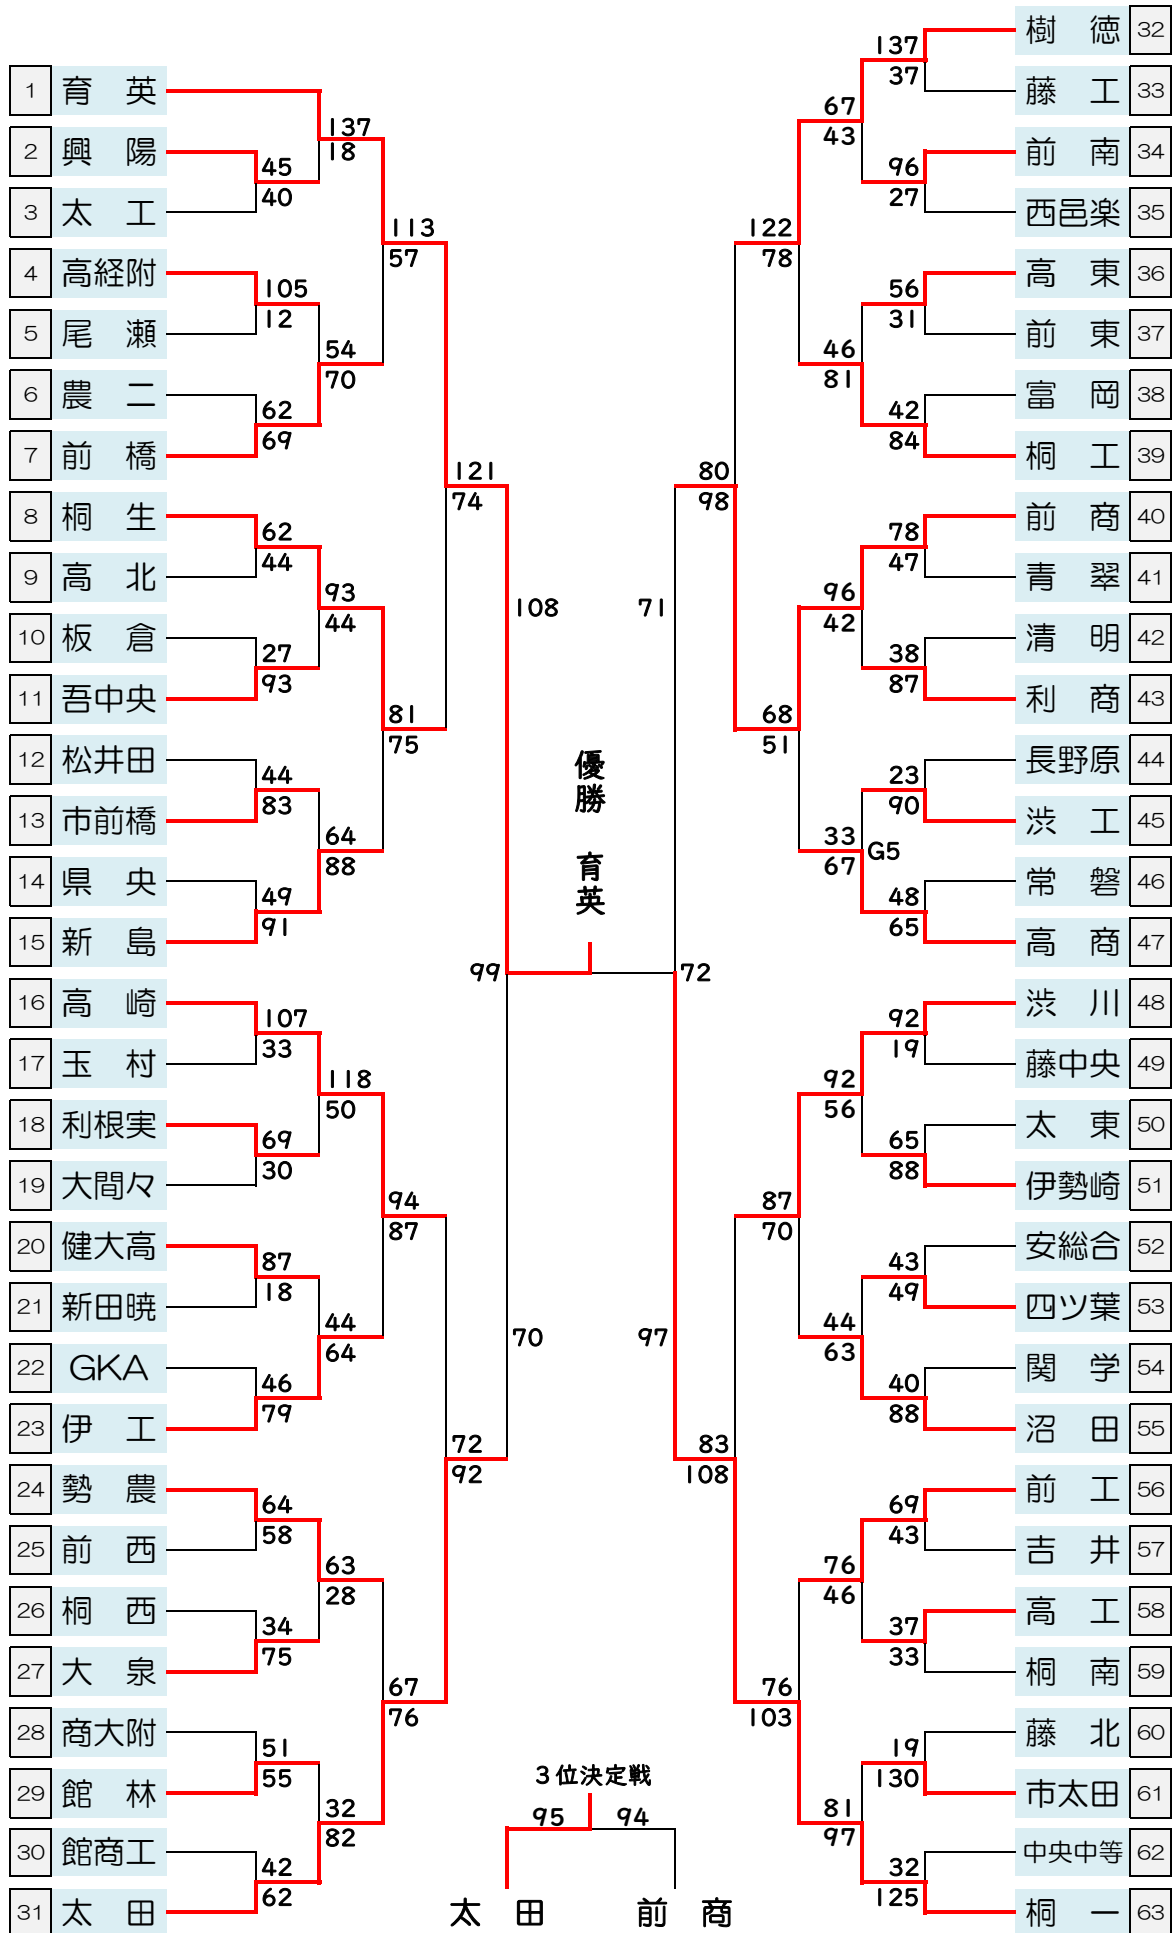 1 育 英
2 興 陽
3 太 工
4 高経附
5 尾 瀬
6 農 二
7 前 橋
8 桐 生
9 高 北
10 板 倉
11 吾中央
12 松井田
13 市前橋
14 県 央
15 新 島
16 高 崎
17 玉 村
18 利根実
19 大間々
20 健大高
21 新田暁
22 GKA
23 伊 工
24 勢 農
25 前 西
26 桐 西
27 大 泉
28 商大附
29 館 林
30 館商工
31 太 田
45
40
105
12
62
69
62
44
27
93
44
83
49
91
107
33
69
30
87
18
46
79
64
58
34
75
51
55
42
62
137
18
54
70
93
44
64
88
118
50
44
64
63
28
32
82
113
57
81
75
94
87
67
76
121
74
72
92
108
70
99
優勝 育英
72
71
97
80
98
83
108
122
78
68
51
87
70
76
103
67
43
46
81
96
42
33
67
G5
92
56
44
63
76
46
81
97
137
37
96
27
56
31
42
84
78
47
38
87
23
90
48
65
92
19
65
88
43
49
40
88
69
43
37
33
19
130
32
125
樹 徳 32
藤 工 33
前 南 34
西邑楽 35
高 東 36
前 東 37
富 岡 38
桐 工 39
前 商 40
青 翠 41
清 明 42
利 商 43
長野原 44
渋 工 45
常 磐 46
高 商 47
渋 川 48
藤中央 49
太 東 50
伊勢崎 51
安総合 52
四ツ葉 53
関 学 54
沼 田 55
前 工 56
吉 井 57
高 工 58
桐 南 59
藤 北 60
市太田 61
中央中等 62
桐 一 63
3位決定戦
95 94
太 田 前 商